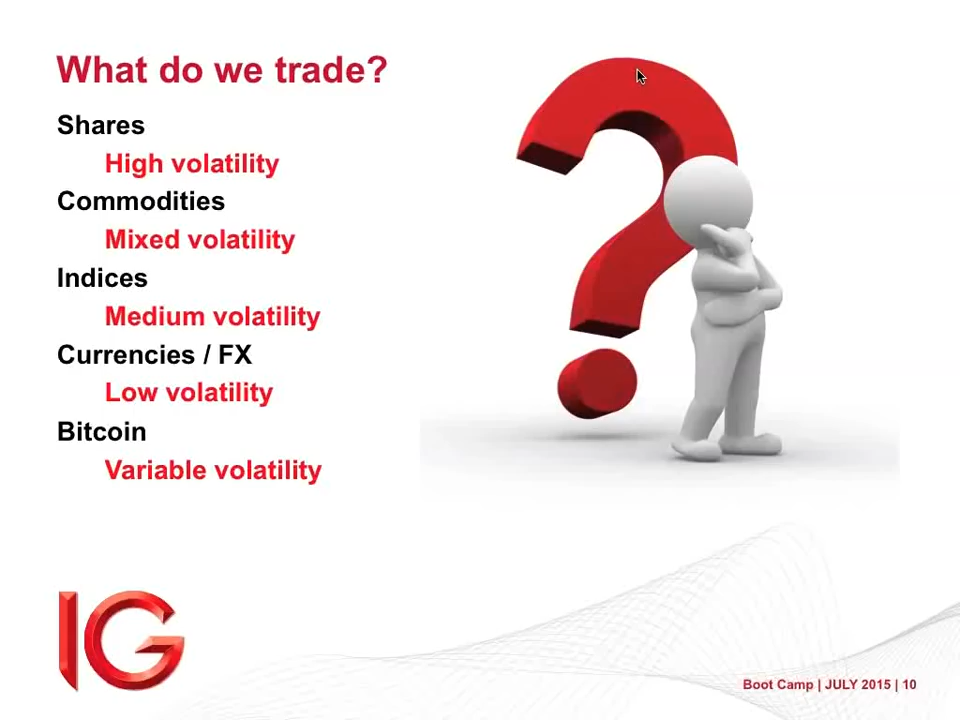 What do we trade?
Shares
High volatility
Commodities
Mixed volatility
Indices
Medium volatility
Currencies / FX
Low volatility
Bitcoin
Variable volatility
IG
Boot Camp | JULY 2015 | 10